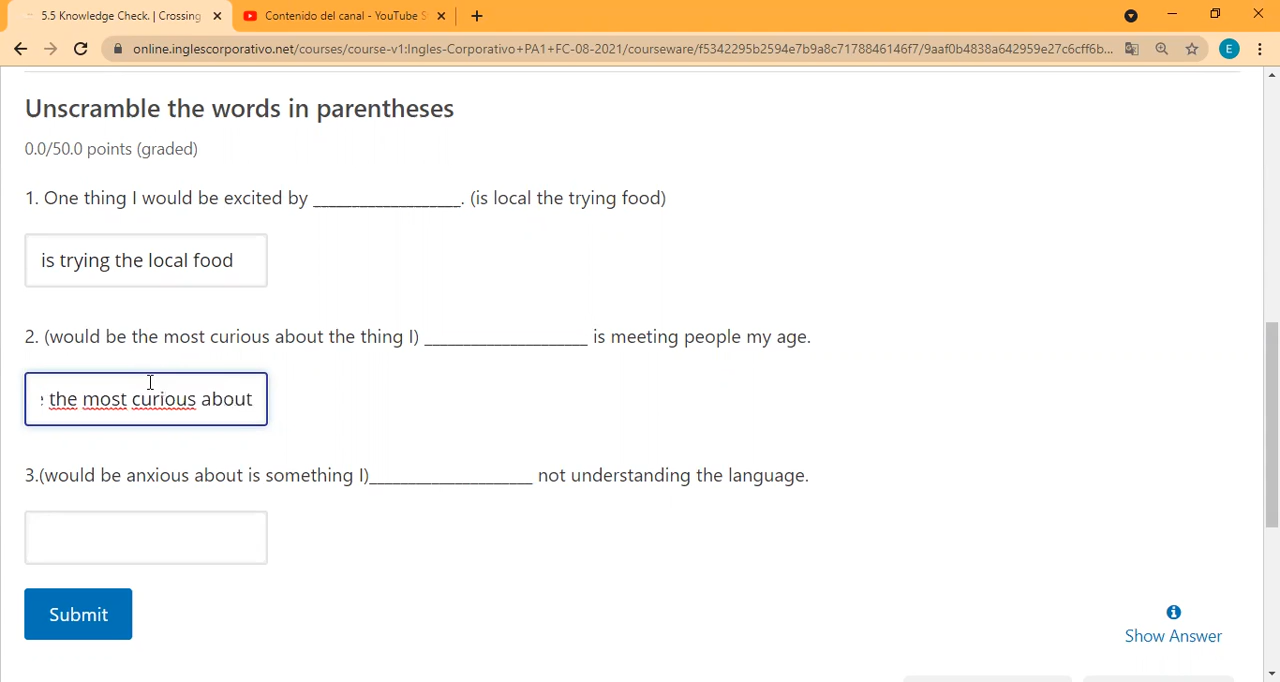 5.5 Knowledge Check. | Crossing
Contenido del canal - YouTube S
online.inglescorporativo.net/courses/course-v1:Ingles-Corporativo+PA1+FC-08-2021/courseware/f5342295b2594e7b9a8c7178846146f7/9aaf0b4838a642959e27c6cff6b...
E
Unscramble the words in parentheses
0.0/50.0 points (graded)
1. One thing I would be excited by __________________. (is local the trying food)
is trying the local food
2. (would be the most curious about the thing I) ____________________ is meeting people my age.
the most curious about
3.(would be anxious about is something I)____________________ not understanding the language.
Submit
Show Answer